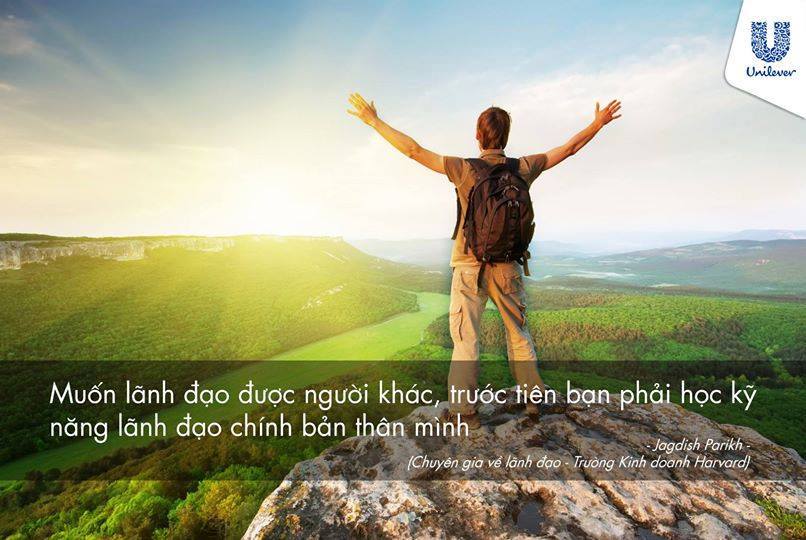 Unilever
Muốn lãnh đạo được người khác, trước tiên bạn phải học kỹ
năng lãnh đạo chính bản thân mình
- Jagdish Parikh -
(Chuyên gia về lãnh đạo - Trường Kinh doanh Harvard)